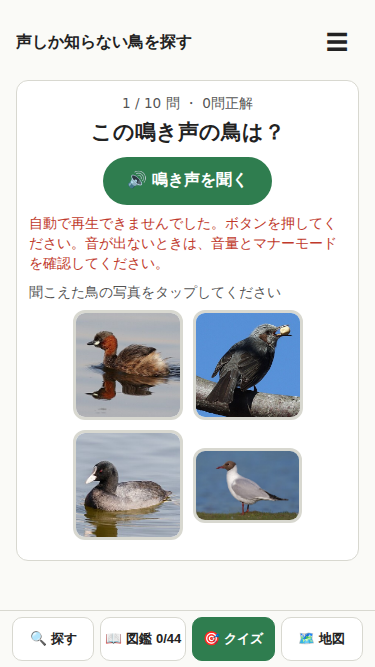 声しか知らない鳥を探す
☰
1 / 10 問 ・ 0問正解
この鳴き声の鳥は？
🔊 鳴き声を聞く
自動で再生できませんでした。ボタンを押してく
ださい。音が出ないときは、音量とマナーモード
を確認してください。
聞こえた鳥の写真をタップしてください
🔍 探す
📖 図鑑 0/44
🎯 クイズ
🗺️ 地図